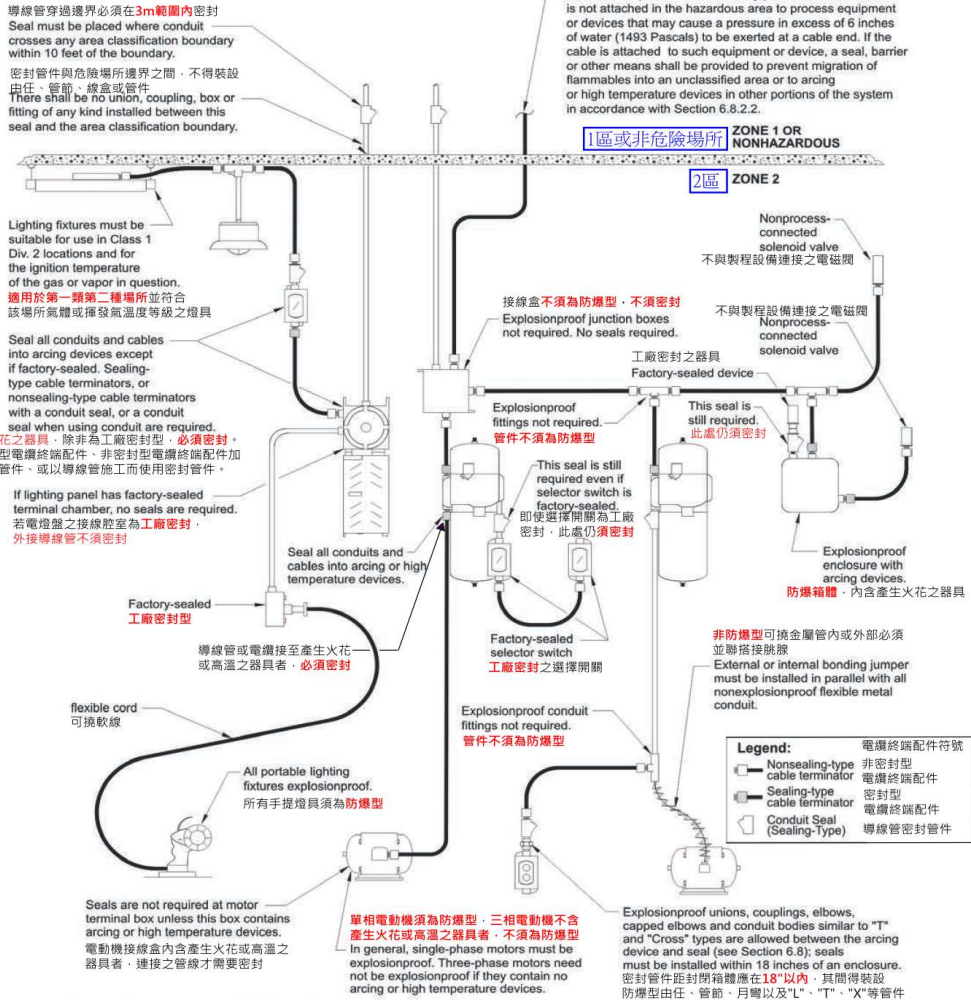 導線管穿過邊界必須在3m範圍內密封
Seal must be placed where conduit
crosses any area classification boundary
within 10 feet of the boundary.
密封管件與危險場所邊界之間，不得裝設
由任、管節、線盒或管件
There shall be no union, coupling, box or
fitting of any kind installed between this
seal and the area classification boundary.
is not attached in the hazardous area to process equipment
or devices that may cause a pressure in excess of 6 inches
of water (1493 Pascals) to be exerted at a cable end. If the
cable is attached to such equipment or device, a seal, barrier
or other means shall be provided to prevent migration of
flammables into an unclassified area or to arcing
or high temperature devices in other portions of the system
in accordance with Section 6.8.2.2.
1區或非危險場所
ZONE 1 OR
NONHAZARDOUS
2區
ZONE 2
Lighting fixtures must be
suitable for use in Class 1
Div. 2 locations and for
the ignition temperature
of the gas or vapor in question.
適用於第一類第二種場所並符合
該場所氣體或揮發氣溫度等級之燈具
Nonprocess-
connected
solenoid valve
不與製程設備連接之電磁閥
接線盒不須為防爆型，不須密封
Explosionproof junction boxes
not required. No seals required.
不與製程設備連接之電磁閥
Nonprocess-
connected
solenoid valve
工廠密封之器具
Factory-sealed device
Seal all conduits and cables
into arcing devices except
if factory-sealed. Sealing-
type cable terminators, or
nonsealing-type cable terminators
with a conduit seal, or a conduit
seal when using conduit are required.
花之器具，除非為工廠密封型，必須密封。
型電纜終端配件、非密封型電纜終端配件加
管件、或以導線管施工而使用密封管件。
Explosionproof
fittings not required.
管件不須為防爆型
This seal is
still required.
此處仍須密封
This seal is still
required even if
selector switch is
factory-sealed.
即使選擇開關為工廠
密封，此處仍須密封
If lighting panel has factory-sealed
terminal chamber, no seals are required.
若電燈盤之接線腔室為工廠密封，
外接導線管不須密封
Seal all conduits and
cables into arcing or high
temperature devices.
Explosionproof
enclosure with
arcing devices.
防爆箱體，內含產生火花之器具
Factory-sealed
工廠密封型
導線管或電纜接至產生火花
或高溫之器具者，必須密封
Factory-sealed
selector switch
工廠密封之選擇開關
非防爆型可撓金屬管內或外部必須
並聯搭接跳線
External or internal bonding jumper
must be installed in parallel with all
nonexplosionproof flexible metal
conduit.
flexible cord
可撓軟線
Explosionproof conduit
fittings not required.
管件不須為防爆型
Legend:
電纜終端配件符號
Nonsealing-type
cable terminator
非密封型
電纜終端配件
Sealing-type
cable terminator
密封型
電纜終端配件
Conduit Seal
(Sealing-Type)
導線管密封管件
All portable lighting
fixtures explosionproof.
所有手提燈具須為防爆型
Seals are not required at motor
terminal box unless this box contains
arcing or high temperature devices.
電動機接線盒內含產生火花或高溫之
器具者，連接之管線才需要密封
單相電動機須為防爆型，三相電動機不含
產生火花或高溫之器具者，不須為防爆型
In general, single-phase motors must be
explosionproof. Three-phase motors need
not be explosionproof if they contain no
arcing or high temperature devices.
Explosionproof unions, couplings, elbows,
capped elbows and conduit bodies similar to "T"
and "Cross" types are allowed between the arcing
device and seal (see Section 6.8); seals
must be installed within 18 inches of an enclosure.
密封管件距封閉箱體應在18"以內，其間得裝設
防爆型由任、管節、月彎以及"L"、"T"、"X"等管件